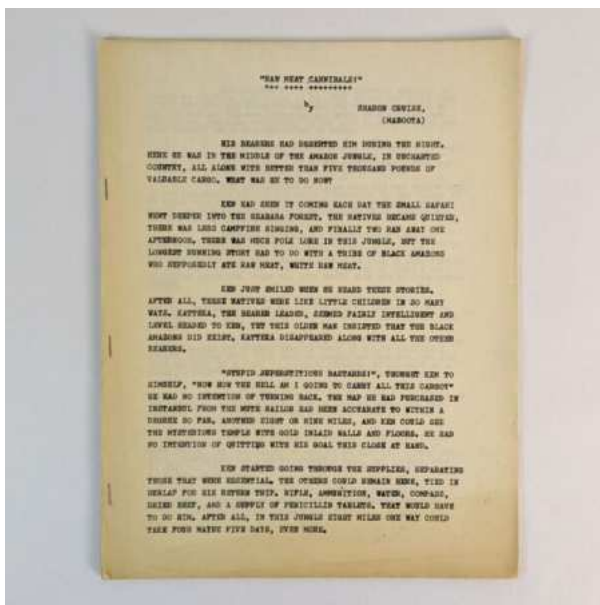 "RAW MEAT CANNIBALS!"
*** **** *********
by SHARON CRUISE,
(MABOOTA)
HIS BEARERS HAD DESERTED HIM DURING THE NIGHT.
HERE HE WAS IN THE MIDDLE OF THE AMAZON JUNGLE, IN UNCHARTED
COUNTRY, ALL ALONE WITH BETTER THAN FIVE THOUSAND POUNDS OF
VALUABLE CARGO. WHAT WAS HE TO DO NOW?
KEN HAD SEEN IT COMING EACH DAY THE SMALL SAFARI
WENT DEEPER INTO THE FOREST. THE NATIVES BECAME QUIETER,
THERE WAS LESS CAMPFIRE SINGING, AND FINALLY TWO RAN AWAY ONE
AFTERNOON. THERE WAS MUCH FOLK LORE IN THIS JUNGLE, BUT THE
LONGEST RUNNING STORY HAD TO DO WITH A TRIBE OF BLACK AMAZONS
WHO SUPPOSEDLY ATE RAW MEAT, WHITE RAW MEAT.
KEN JUST SMILED WHEN HE HEARD THESE STORIES.
AFTER ALL, THESE NATIVES WERE LIKE LITTLE CHILDREN IN SO MANY
WAYS. KATTEKA, THE BEARER LEADER, SEEMED FAIRLY INTELLIGENT AND
LEVEL HEADED TO KEN, YET THIS OLDER MAN INSISTED THAT THE BLACK
AMAZONS DID EXIST. KATTEKA DISAPPEARED ALONG WITH ALL THE OTHER
BEARERS.
"STUPID SUPERSTITIOUS BASTARDS!", THOUGHT KEN TO
HIMSELF, "NOW HOW THE HELL AM I GOING TO CARRY ALL THIS CARGO?"
HE HAD NO INTENTION OF TURNING BACK. THE MAP HE HAD PURCHASED IN
INSTANBUL FROM THE MUTE SAILOR HAD BEEN ACCURATE TO WITHIN A
DEGREE SO FAR. ANOTHER EIGHT OR NINE MILES, AND KEN COULD SEE
THE MYSTERIOUS TEMPLE WITH GOLD INLAID WALLS AND FLOORS. HE HAD
NO INTENTION OF QUITTING WITH HIS GOAL THIS CLOSE AT HAND.
KEN STARTED GOING THROUGH THE SUPPLIES, SEPARATING
THOSE THAT WERE ESSENTIAL. THE OTHERS COULD REMAIN HERE, TIED IN
BURLAP FOR HIS RETURN TRIP. RIFLE, AMMUNITION, WATER, COMPASS,
DRIED BEEF, AND A SUPPLY OF PENICILLIN TABLETS. THAT WOULD HAVE
TO DO HIM. AFTER ALL, IN THIS JUNGLE EIGHT MILES ONE WAY COULD
TAKE FOUR MAYBE FIVE DAYS, EVEN MORE.